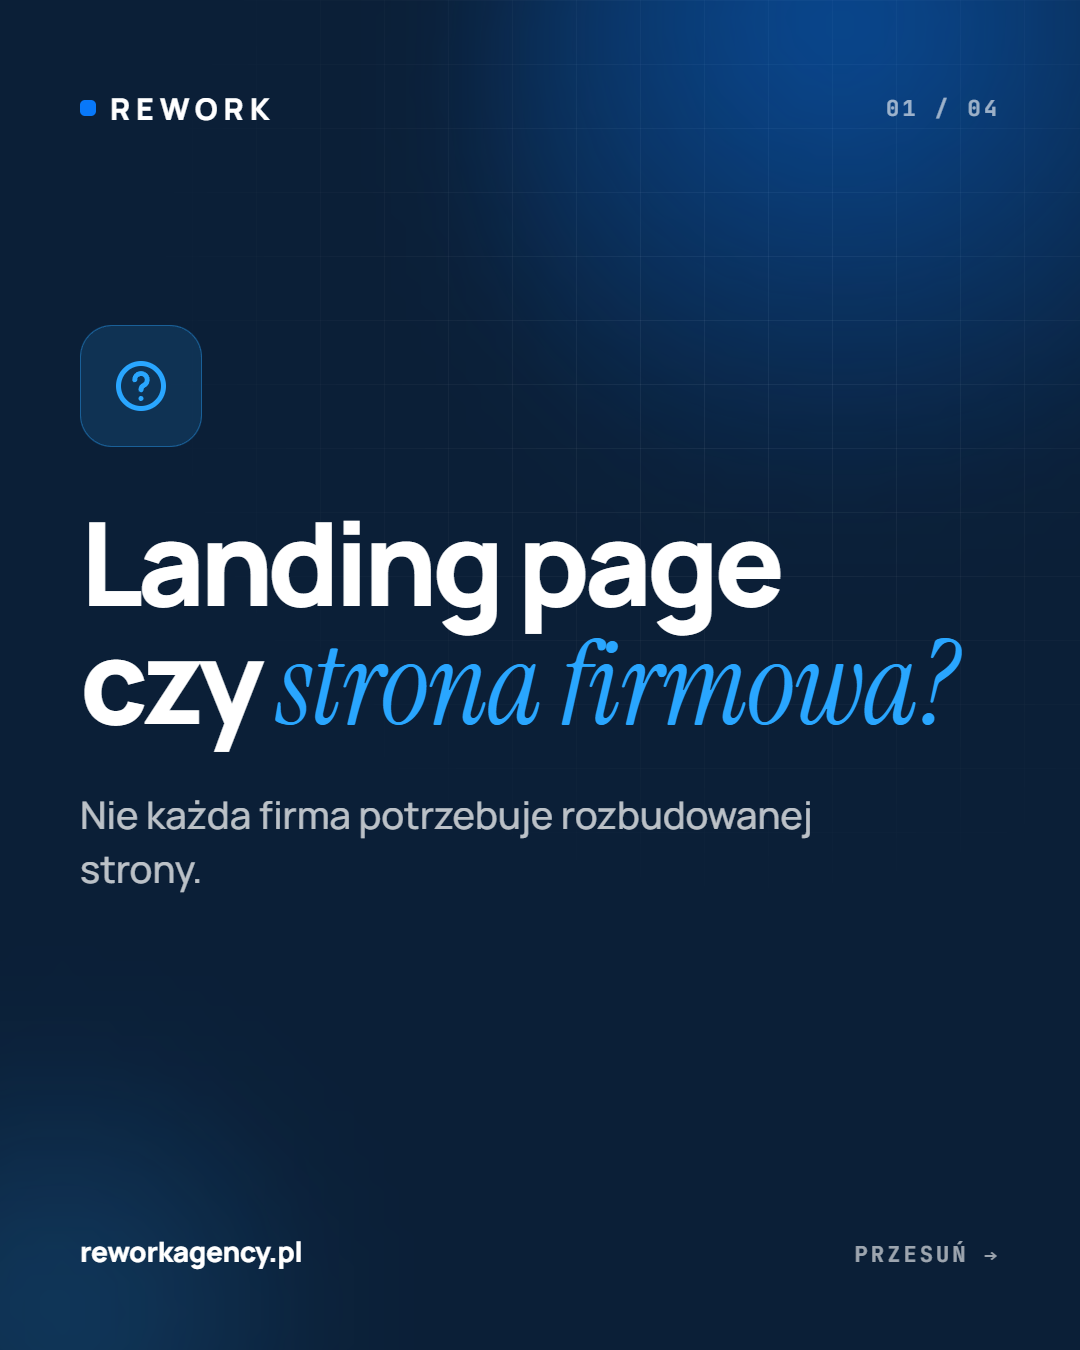 REWORK
01 / 04
Landing page
czy strona firmowa?
Nie każda firma potrzebuje rozbudowanej
strony.
reworkagency.pl
PRZESUŃ →